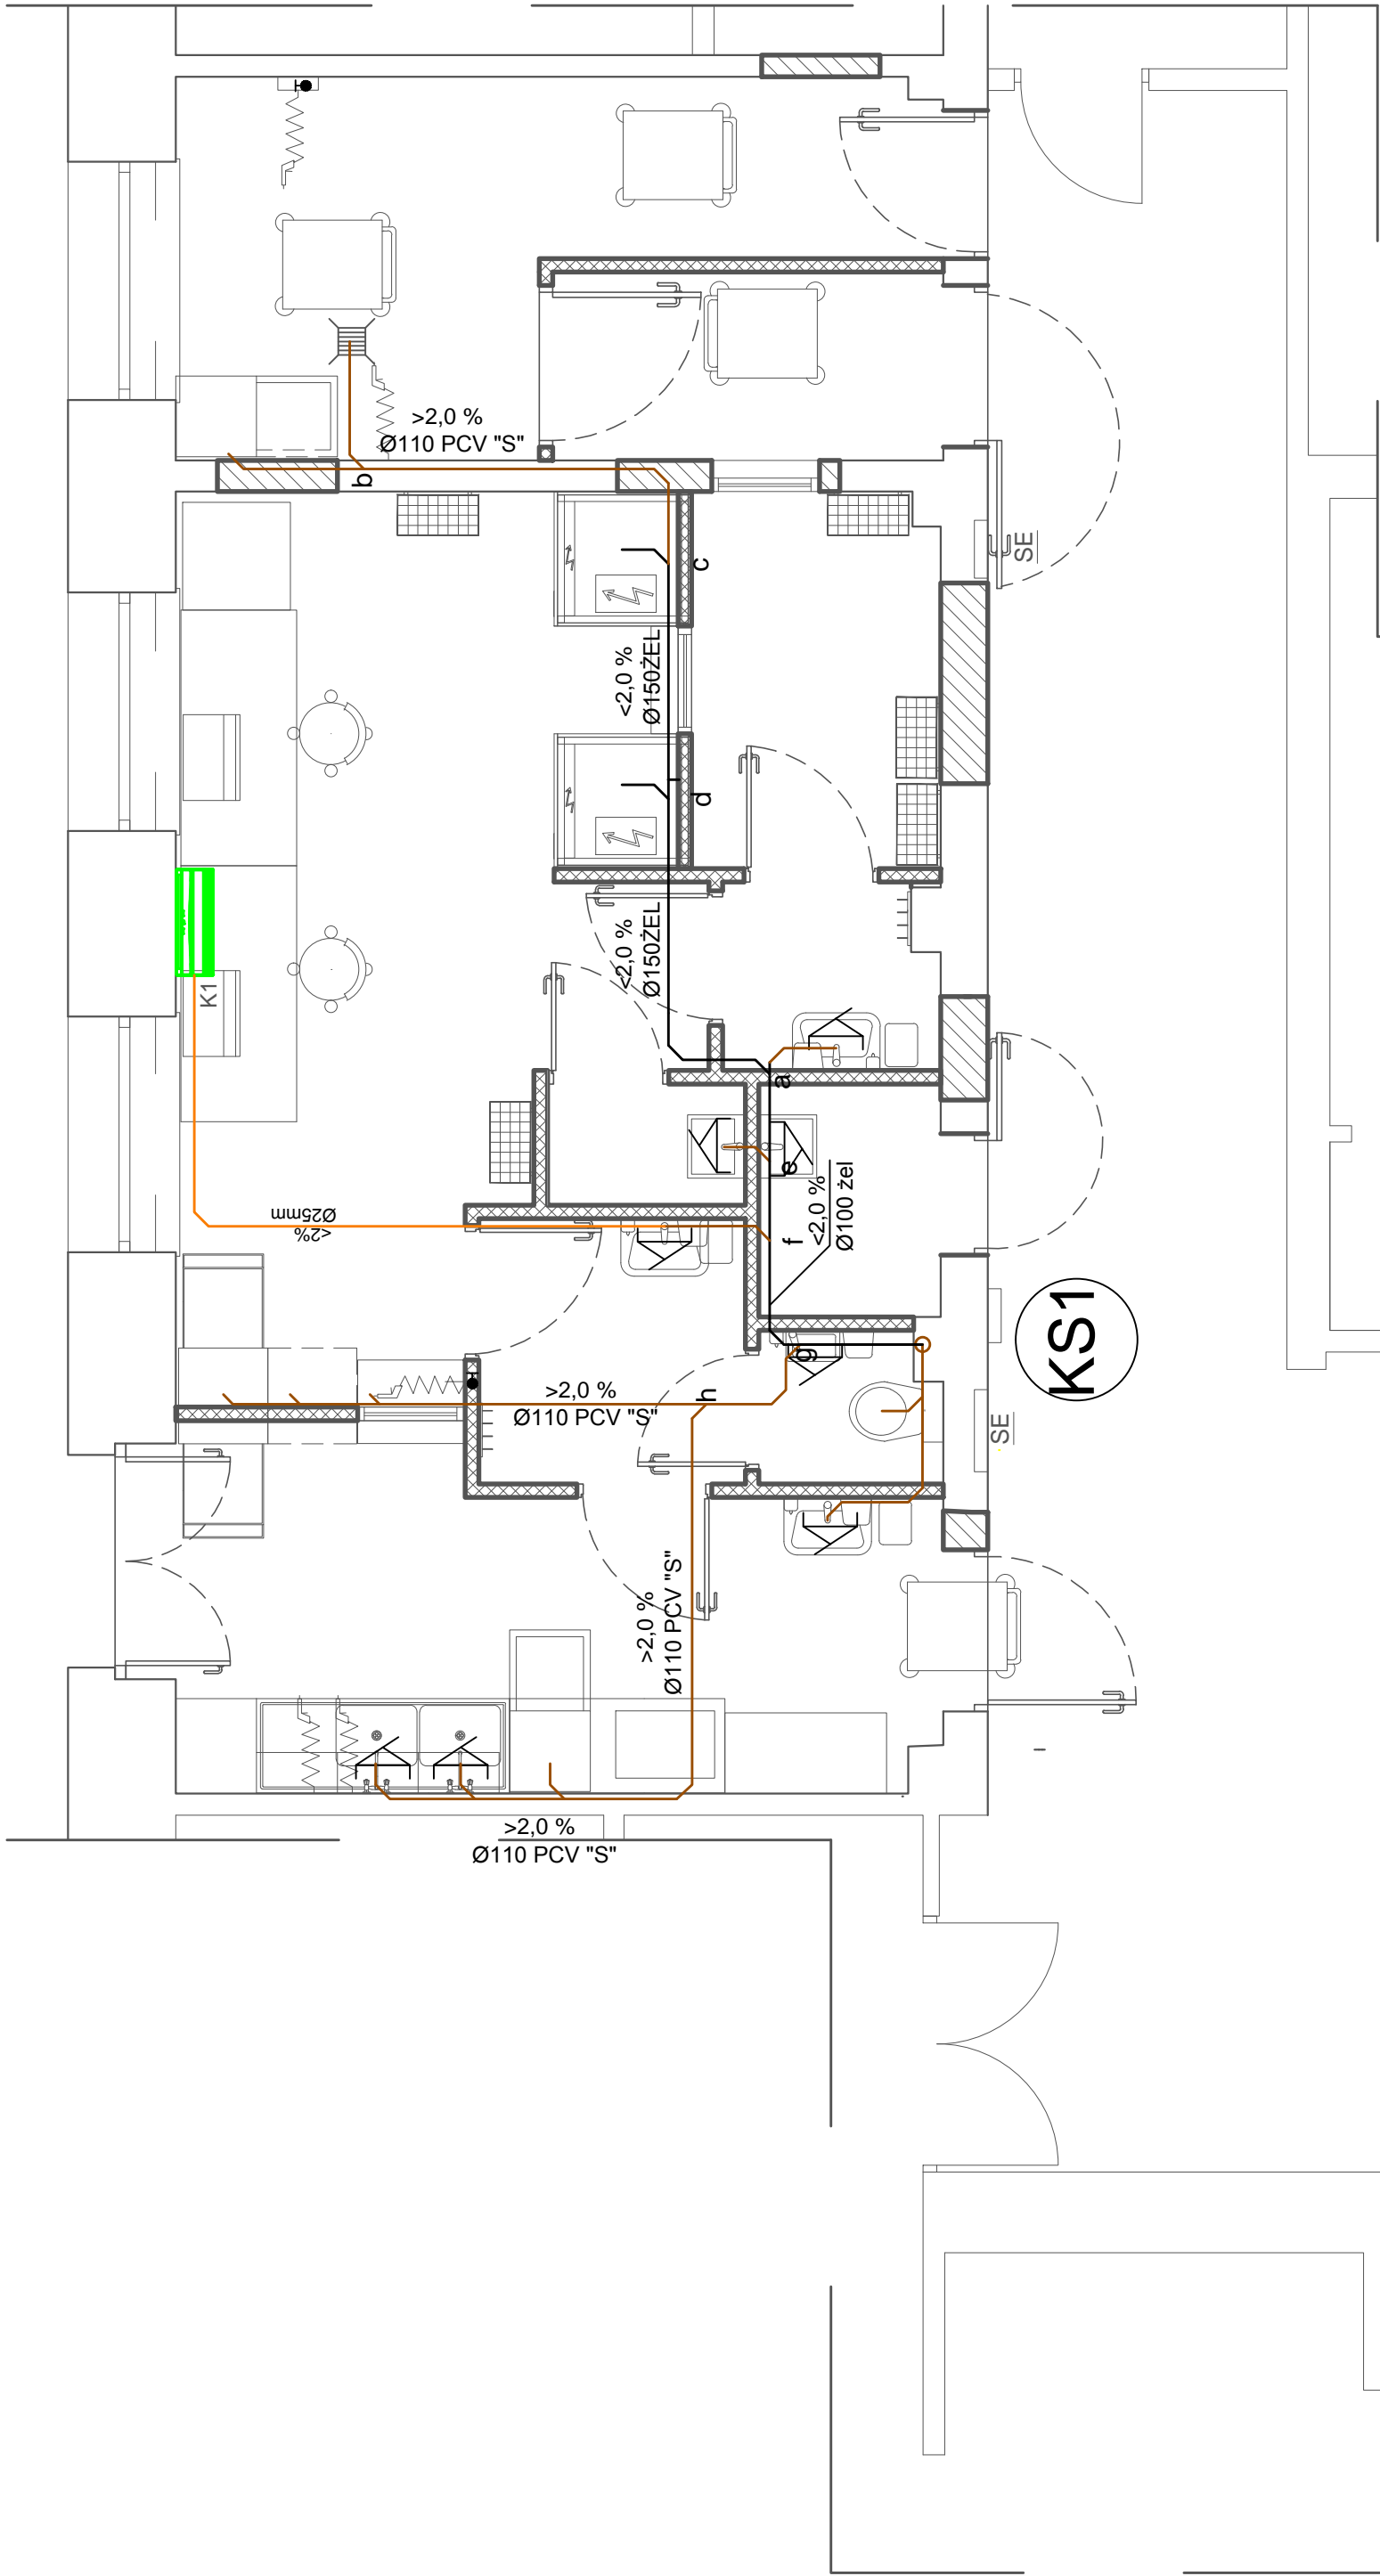 >2,0 %
Ø110 PCV "S"
b
c
SE
<2,0 %
Ø150ŻEL
d
<2,0 %
Ø150ŻEL
K1
a
e
<2,0 %
Ø100 żel
Ø25mm
<2%
f
g
KS1
h
>2,0 %
Ø110 PCV "S"
SE
>2,0 %
Ø110 PCV "S"
>2,0 %
Ø110 PCV "S"